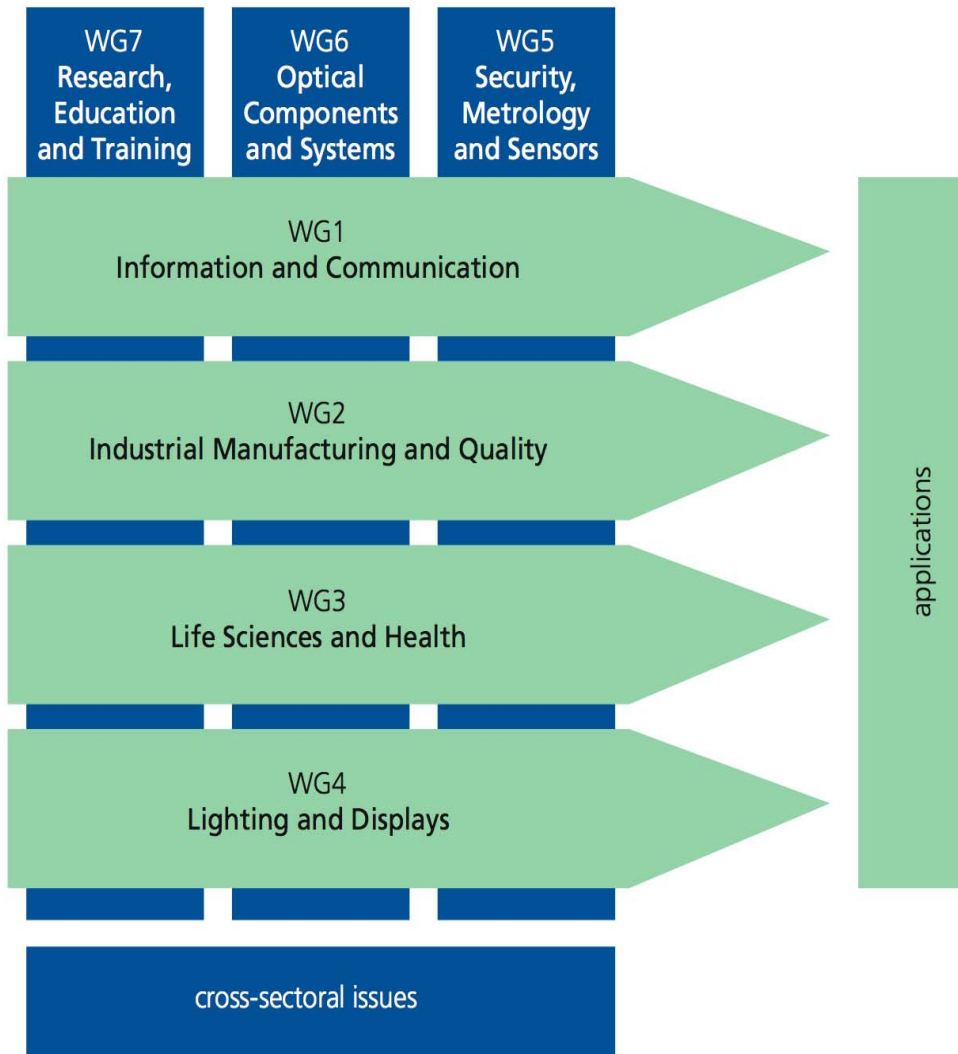 WG7
Research,
Education
and Training
WG6
Optical
Components
and Systems
WG5
Security,
Metrology
and Sensors
WG1
Information and Communication
WG2
Industrial Manufacturing and Quality
WG3
Life Sciences and Health
WG4
Lighting and Displays
applications
cross-sectoral issues